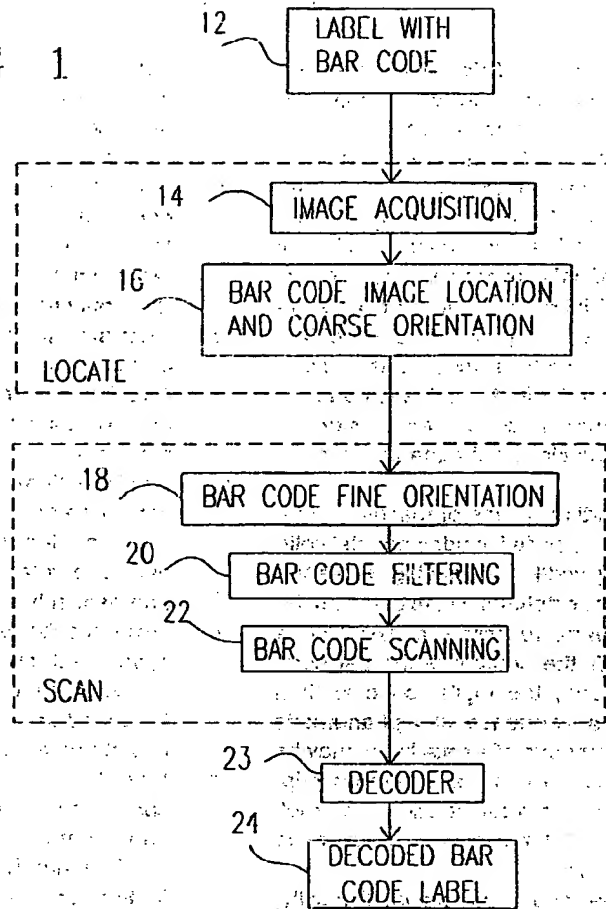 12
LABEL WITH
BAR CODE
1
14
IMAGE ACQUISITION
16
BAR CODE IMAGE LOCATION
AND COARSE ORIENTATION
LOCATE
18
BAR CODE FINE ORIENTATION
20
BAR CODE FILTERING
22
BAR CODE SCANNING
SCAN
23
DECODER
24
DECODED BAR
CODE LABEL